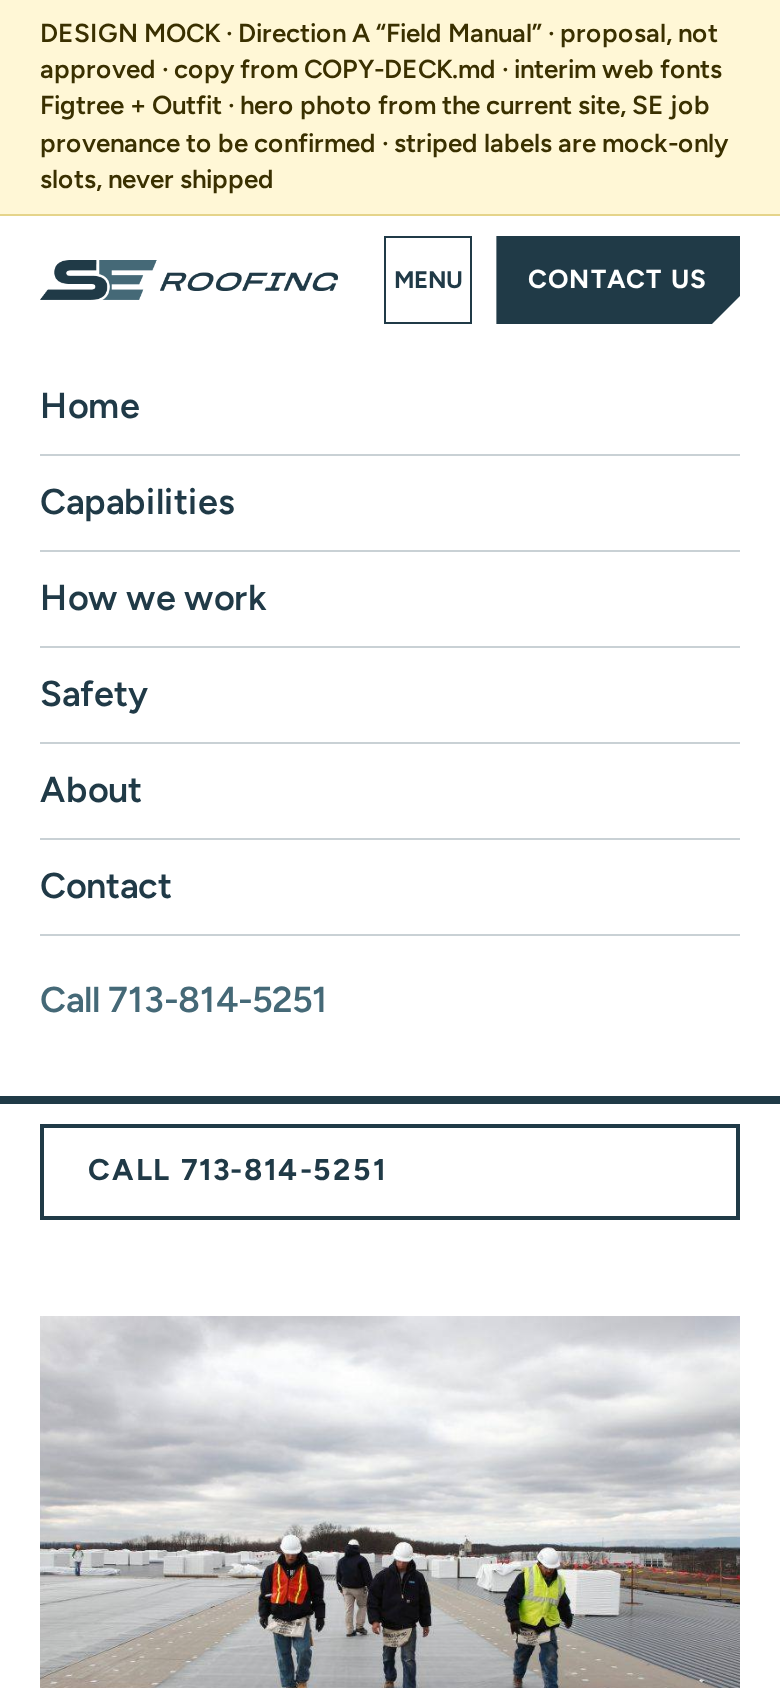 DESIGN MOCK · Direction A “Field Manual” · proposal, not
approved · copy from COPY-DECK.md · interim web fonts
Figtree + Outfit · hero photo from the current site, SE job
provenance to be confirmed · striped labels are mock-only
slots, never shipped
SE ROOFING
MENU
CONTACT US
Home
Capabilities
How we work
Safety
About
Contact
Call 713-814-5251
CALL 713-814-5251